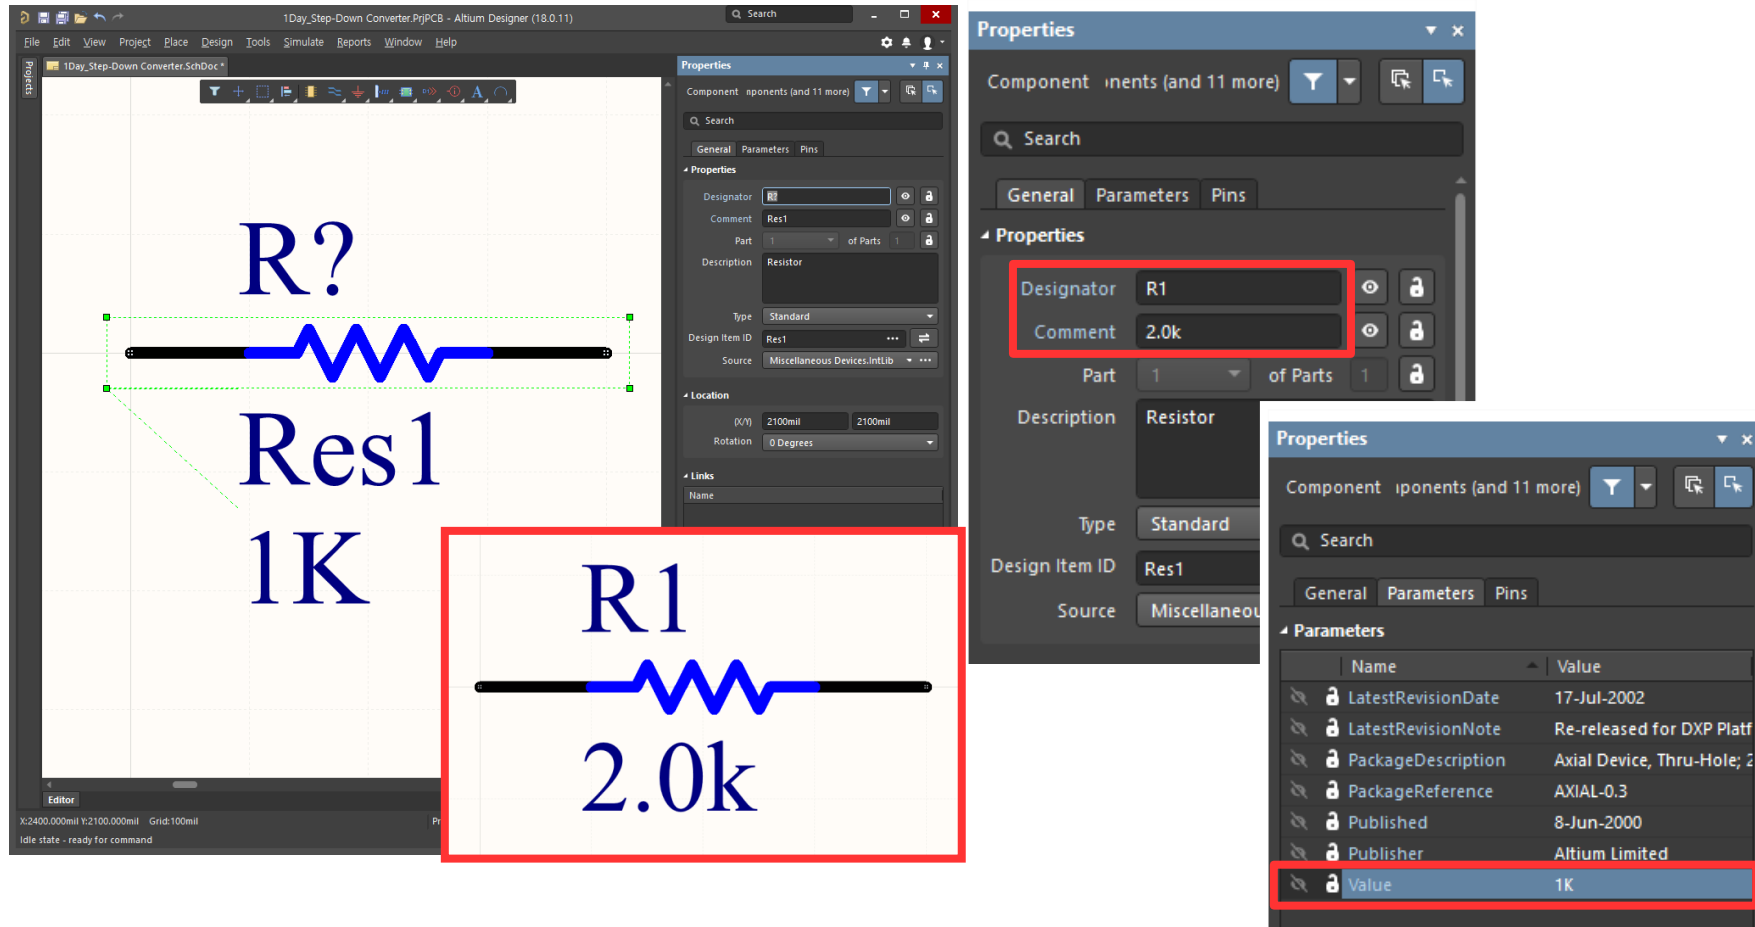 1Day_Step-Down Converter.PrjPCB - Altium Designer (18.0.11)
Search
File Edit View Project Place Design Tools Simulate Reports Window Help
Projects
1Day_Step-Down Converter.SchDoc *
R?
Res1
1K
Editor
X:2400.000mil Y:2100.000mil Grid:100mil
Idle state - ready for command
Properties
Component nponents (and 11 more)
Search
General Parameters Pins
Properties
Designator R?
Comment Res1
Part 1 of Parts 1
Description Resistor
Type Standard
Design Item ID Res1
Source Miscellaneous Devices.IntLib
Location
(X/Y) 2100mil 2100mil
Rotation 0 Degrees
Links
Name
R1
2.0k
Properties
Component nents (and 11 more)
Search
General Parameters Pins
Properties
Designator R1
Comment 2.0k
Part 1 of Parts 1
Description Resistor
Type Standard
Design Item ID Res1
Source Miscellaneou
Properties
Component ponents (and 11 more)
Search
General Parameters Pins
Parameters
Name Value
LatestRevisionDate 17-Jul-2002
LatestRevisionNote Re-released for DXP Platf
PackageDescription Axial Device, Thru-Hole; 2
PackageReference AXIAL-0.3
Published 8-Jun-2000
Publisher Altium Limited
Value 1K